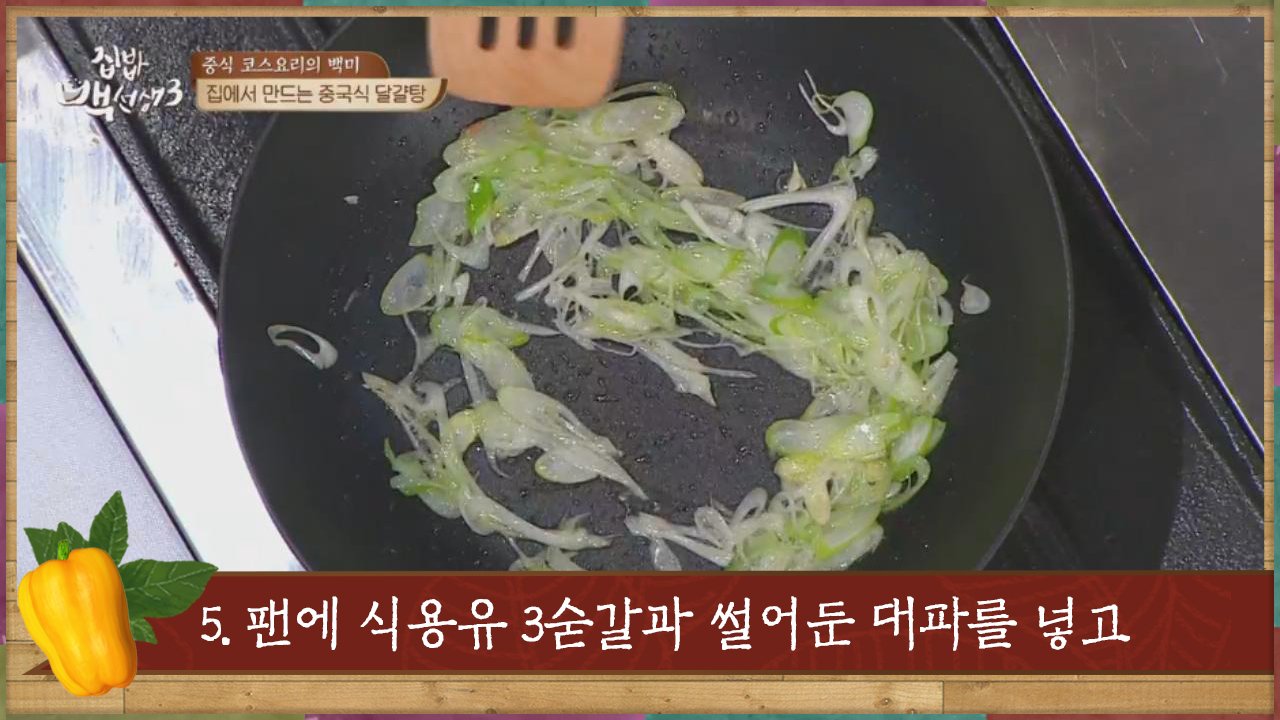 집밥
백선생3
중식 코스요리의 백미
집에서 만드는 중국식 달걀탕
5. 팬에 식용유 3숟갈과 썰어둔 대파를 넣고